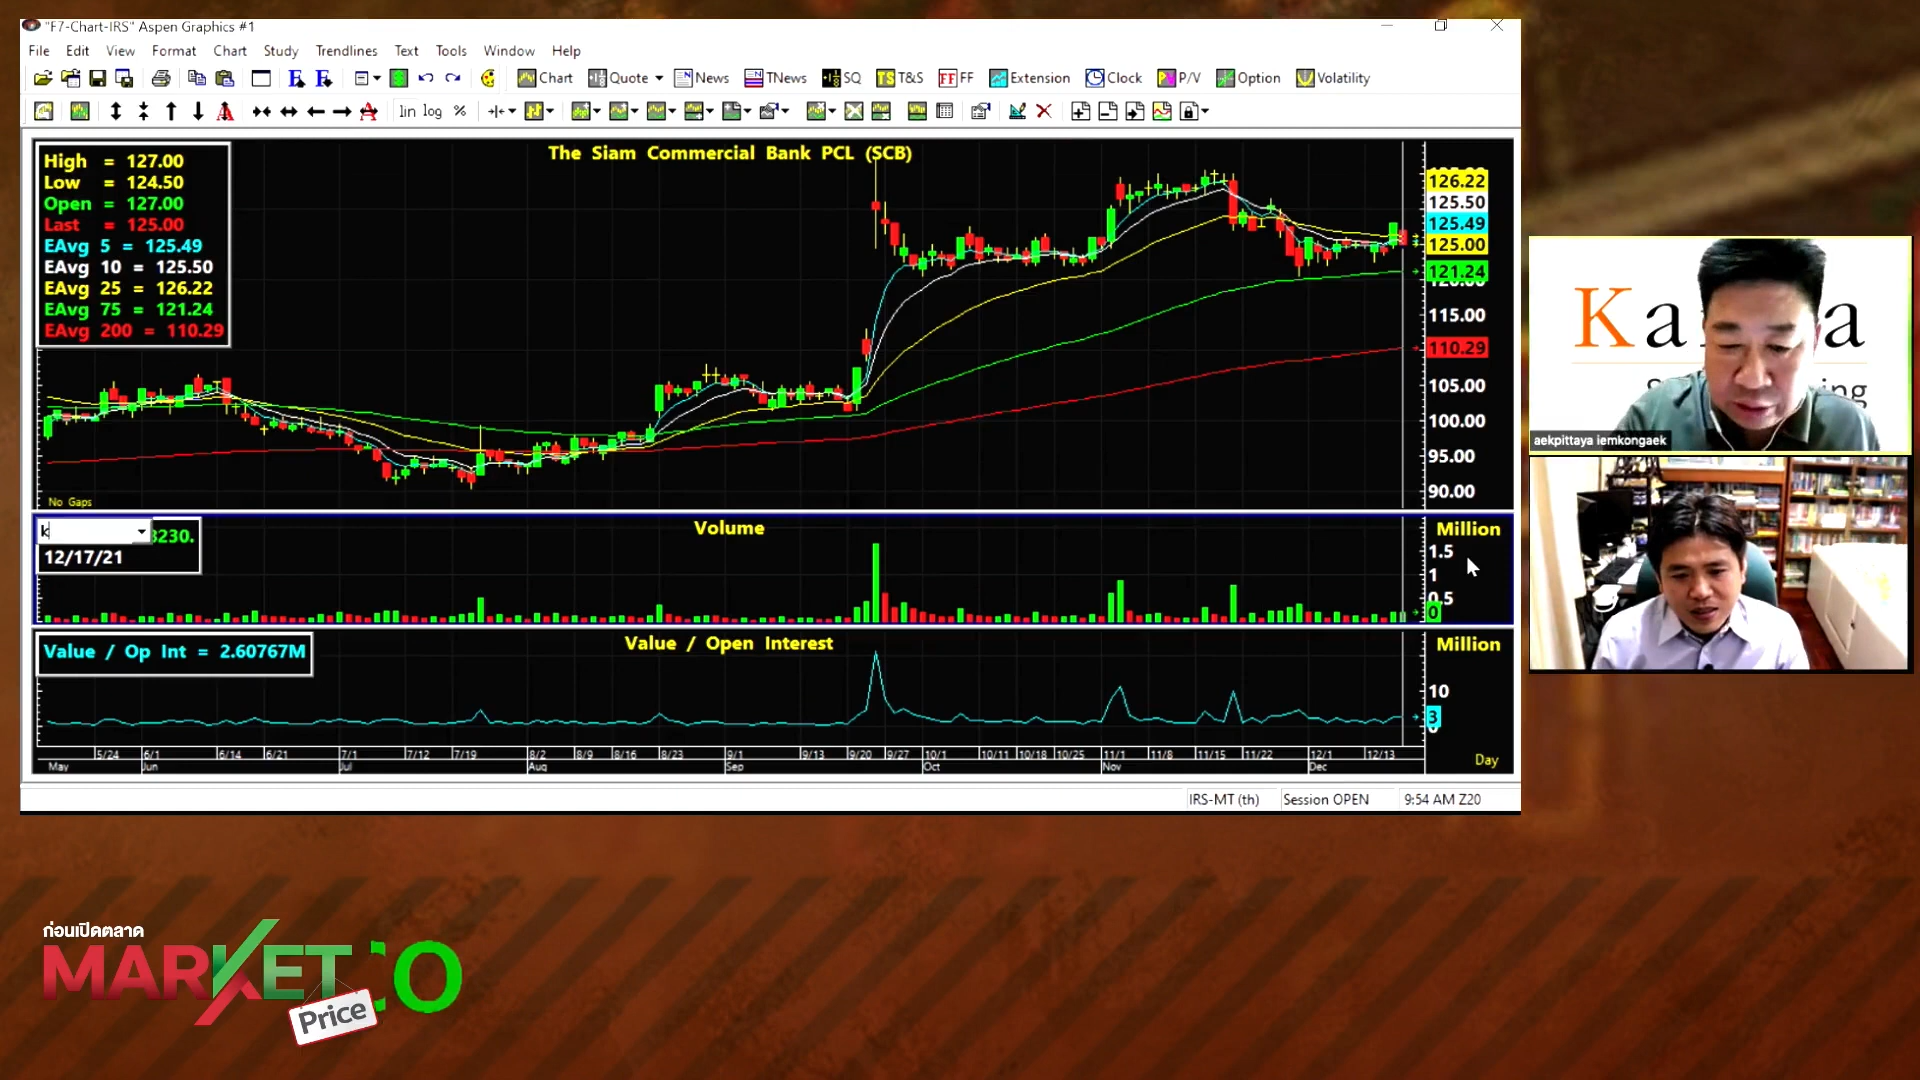 "F7-Chart-IRS" Aspen Graphics #1
File Edit View Format Chart Study Trendlines Text Tools Window Help
Chart Quote News TNews SQ TS T&S FF FF Extension Clock P/V Option Volatility
lin log %
The Siam Commercial Bank PCL (SCB)
High = 127.00
Low = 124.50
Open = 127.00
Last = 125.00
EAvg 5 = 125.49
EAvg 10 = 125.50
EAvg 25 = 126.22
EAvg 75 = 121.24
EAvg 200 = 110.29
126.22
125.50
125.49
125.00
121.24
115.00
110.29
105.00
100.00
95.00
90.00
No Gaps
k
3230.
12/17/21
Volume
Million
1.5
1
0.5
0
Value / Op Int = 2.60767M
Value / Open Interest
Million
10
3
0
5/24 6/1 6/14 6/21 7/1 7/12 7/19 8/2 8/9 8/16 8/23 9/1 9/13 9/20 9/27 10/1 10/11 10/18 10/25 11/1 11/8 11/15 11/22 12/1 12/13
May Jun Jul Aug Sep Oct Nov Dec
Day
IRS-MT (th) Session OPEN 9:54 AM Z20
aekpittaya iemkongaek
ก่อนเปิดตลาด
MARKET
Price